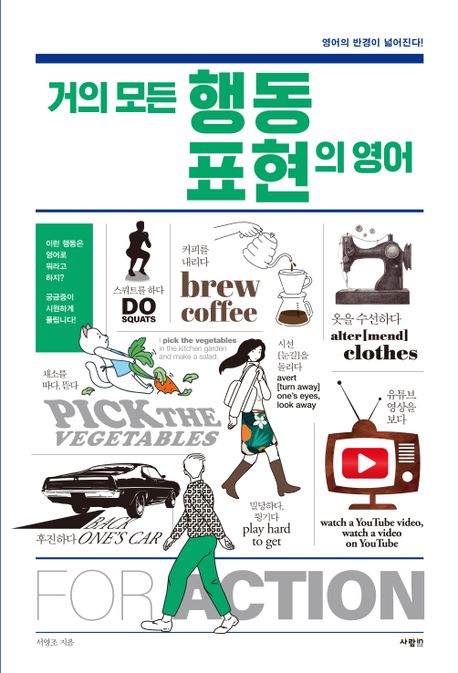 영어의 반경이 넓어진다!
거의 모든 행동
표현의 영어
이런 행동은
영어로
뭐라고
하지?
궁금증이
시원하게
풀립니다!
스쿼트를 하다
DO
SQUATS
커피를
내리다
brew
coffee
옷을 수선하다
alter[mend]
clothes
I pick the vegetables
in the kitchen garden
and make a salad.
채소를
따다, 뜯다
PICK THE
VEGETABLES
시선
[눈길]을
돌리다
avert
[turn away]
one's eyes,
look away
유튜브
영상을
보다
watch a YouTube video,
watch a video
on YouTube
후진하다
BACK
ONE'S CAR
밀당하다,
튕기다
play hard
to get
FOR ACTION
서영조 지음
사람in